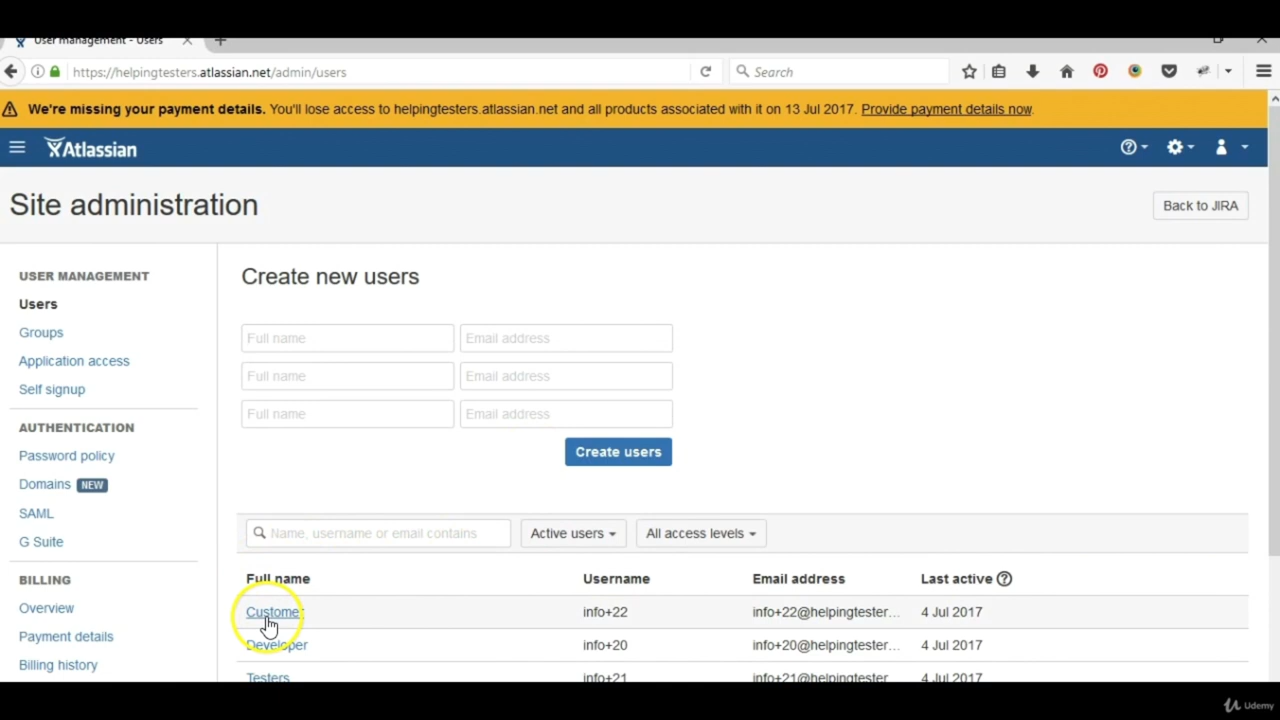 User management - Users
https://helpingtesters.atlassian.net/admin/users
Search
We're missing your payment details. You'll lose access to helpingtesters.atlassian.net and all products associated with it on 13 Jul 2017. Provide payment details now.
Atlassian
Site administration
Back to JIRA
USER MANAGEMENT
Users
Groups
Application access
Self signup
AUTHENTICATION
Password policy
Domains NEW
SAML
G Suite
BILLING
Overview
Payment details
Billing history
Create new users
Full name Email address
Full name Email address
Full name Email address
Create users
Name, username or email contains Active users All access levels
Full name Username Email address Last active
Customer info+22 info+22@helpingtester... 4 Jul 2017
Developer info+20 info+20@helpingtester... 4 Jul 2017
Testers info+21 info+21@helpingtester 4 Jul 2017
Udemy